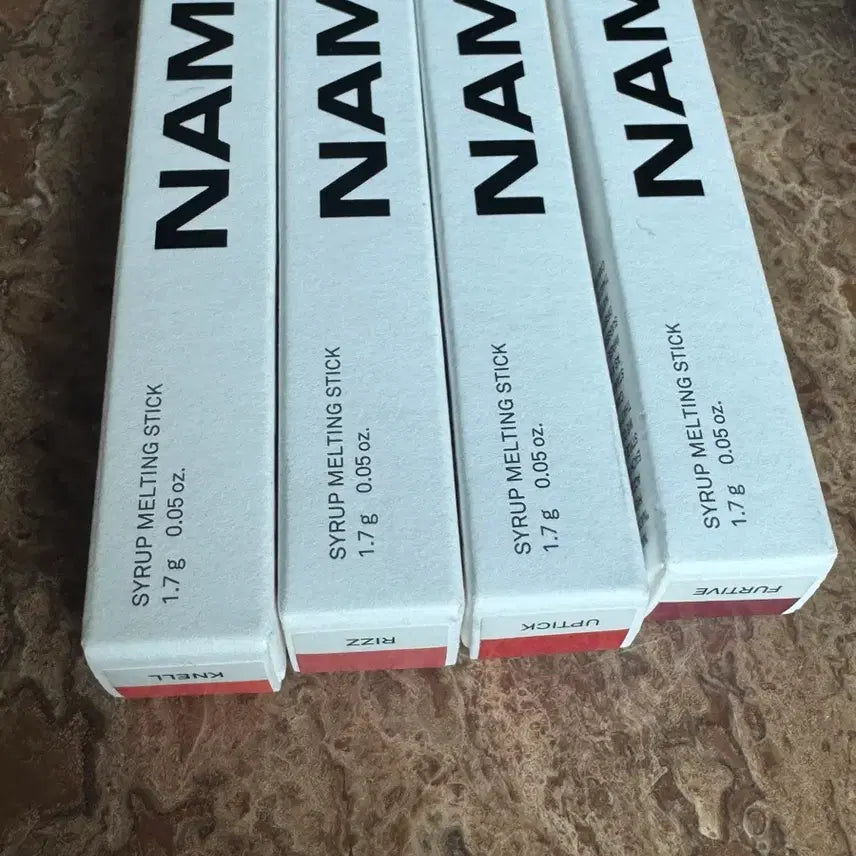 NAM
SYRUP MELTING STICK
1.7 g 0.05 oz.
KNELL
NAM
SYRUP MELTING STICK
1.7 g 0.05 oz.
RIZZ
NAM
SYRUP MELTING STICK
1.7 g 0.05 oz.
UPTICK
NAM
SYRUP MELTING STICK
1.7 g 0.05 oz.
FURTIVE